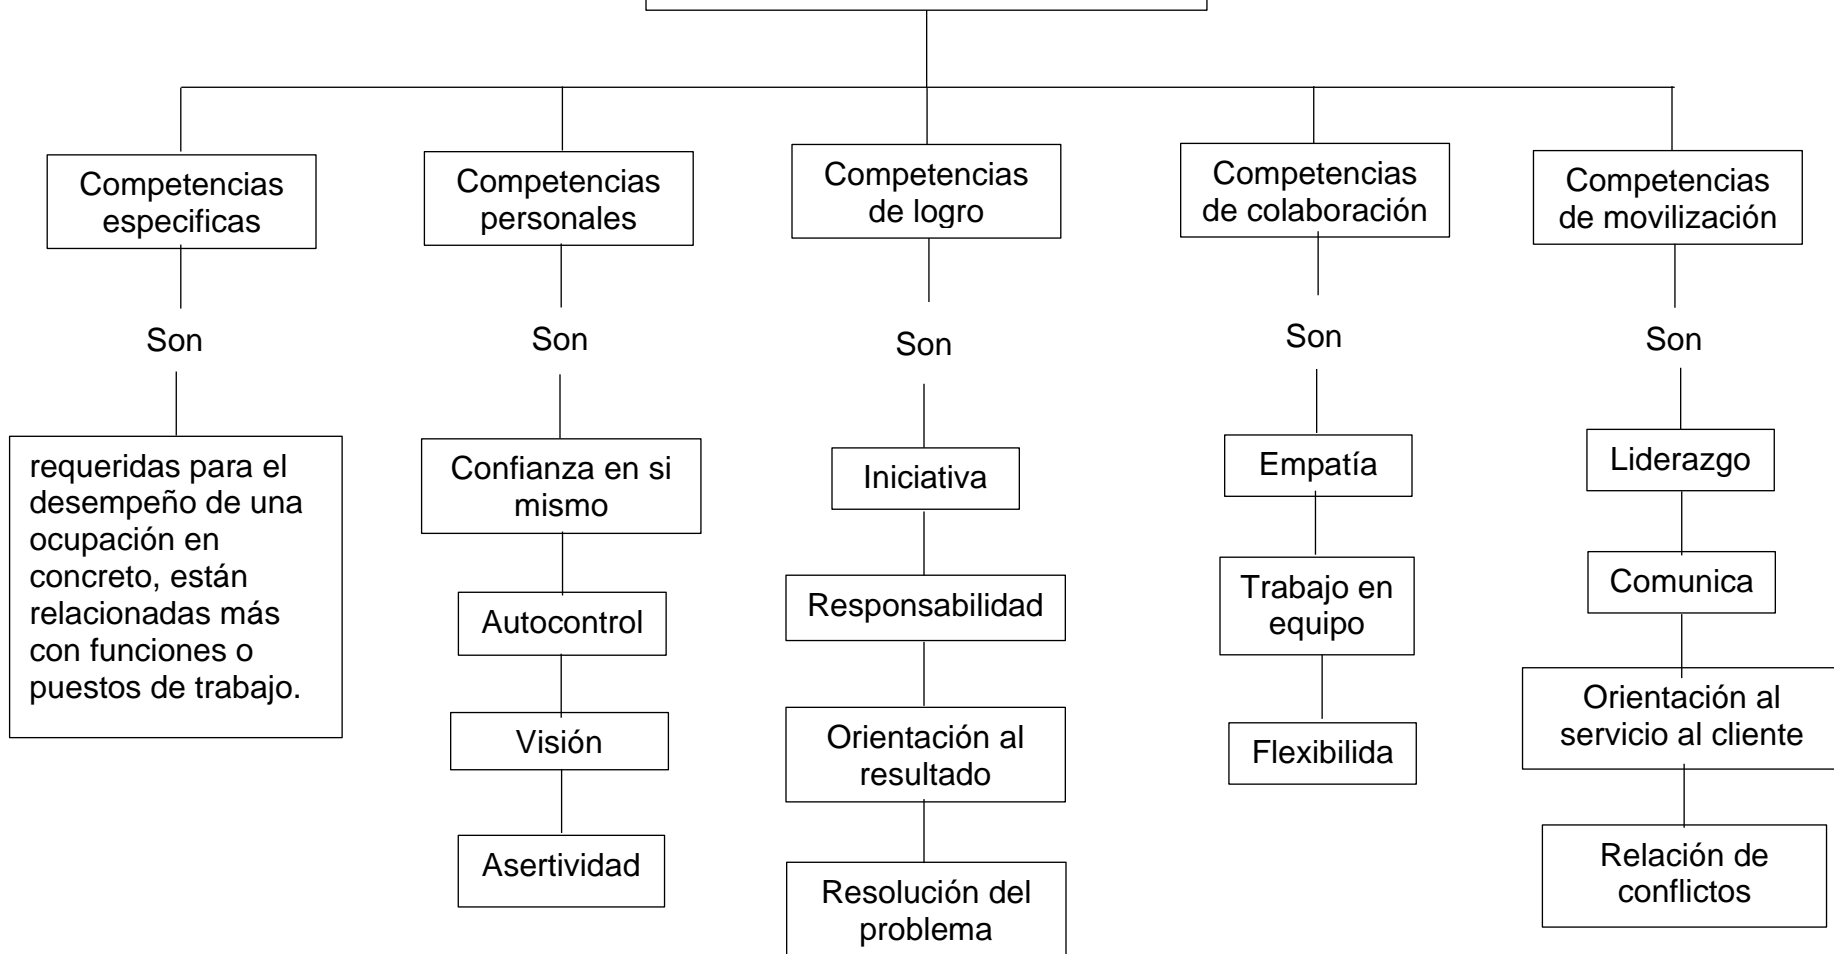 Competencias
especificas
Competencias
personales
Competencias
de logro
Competencias
de colaboración
Competencias
de movilización
Son
Son
Son
Son
Son
requeridas para el
desempeño de una
ocupación en
concreto, están
relacionadas más
con funciones o
puestos de trabajo.
Confianza en si
mismo
Autocontrol
Visión
Asertividad
Iniciativa
Responsabilidad
Orientación al
resultado
Resolución del
problema
Empatía
Trabajo en
equipo
Flexibilida
Liderazgo
Comunica
Orientación al
servicio al cliente
Relación de
conflictos